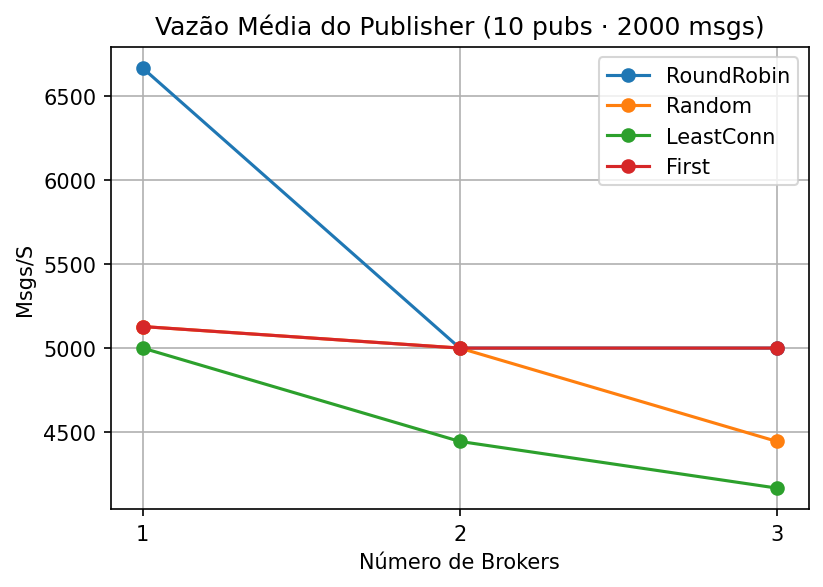 Vazão Média do Publisher (10 pubs · 2000 msgs)
RoundRobin
Random
LeastConn
First
Msgs/S
6500
6000
5500
5000
4500
1
2
3
Número de Brokers